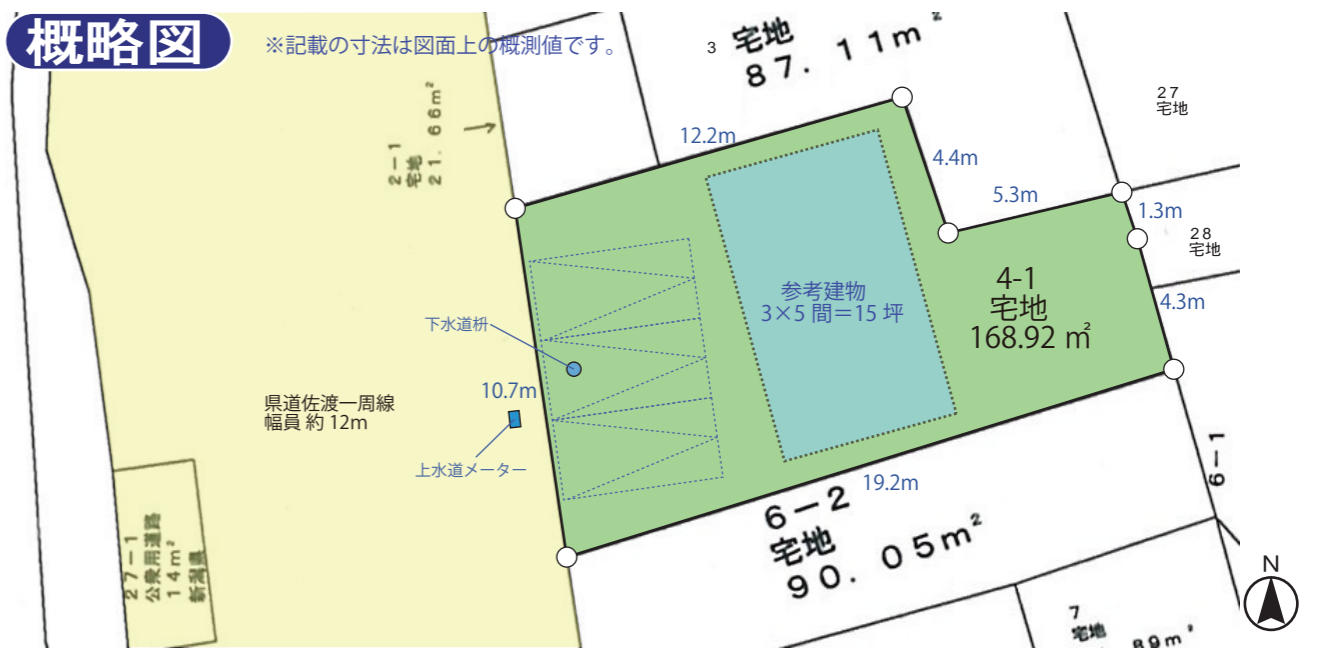 概略図
※記載の寸法は図面上の概測値です。
3 宅地
87. 11m²
27
宅地
2-1
宅地
21. 66m²
12.2m
4.4m
5.3m
1.3m
28
宅地
4.3m
参考建物
3×5 間=15 坪
4-1
宅地
168.92 ㎡
下水道枡
10.7m
県道佐渡一周線
幅員 約 12m
上水道メーター
19.2m
6-1
6-2
宅地
90. 05m²
27-1
公衆用道路
14m²
新潟県
N
7
宅地
89m²